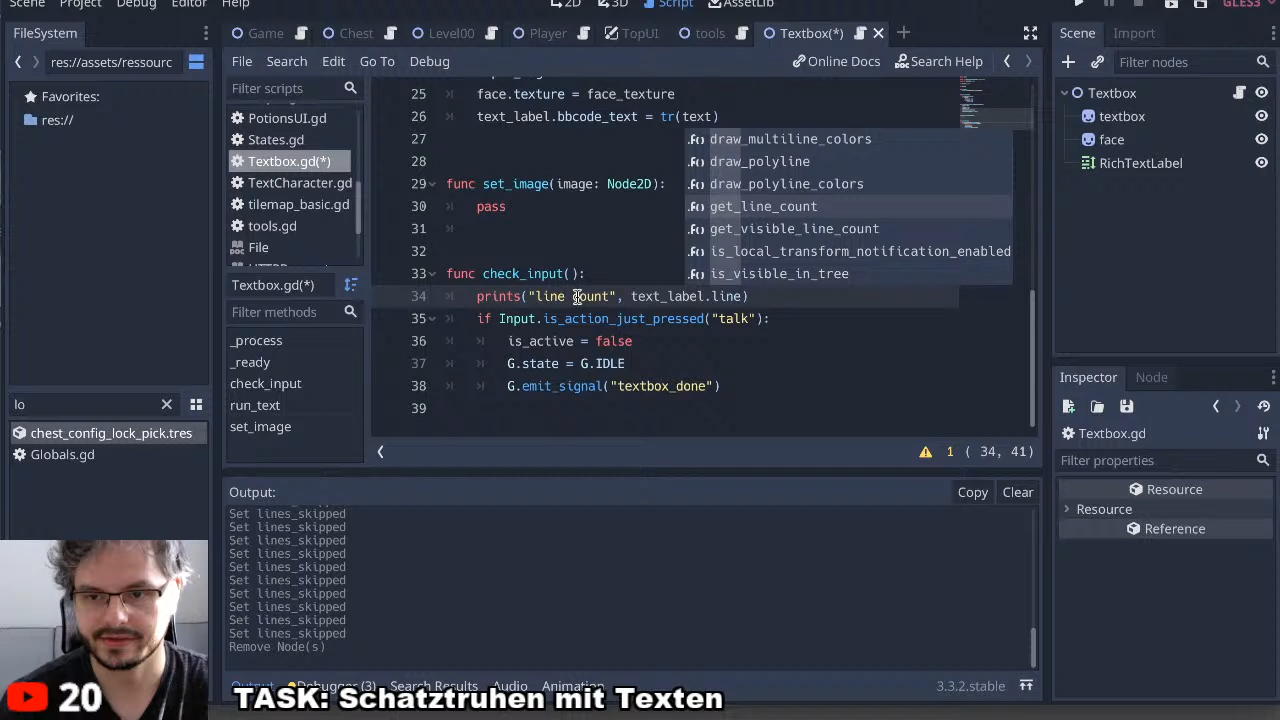 Scene Project Debug Editor Help
2D 3D Script AssetLib
GLES3
FileSystem
Game Chest Level00 Player TopUI tools Textbox(*)
Scene Import
res://assets/ressourc
File Search Edit Go To Debug
Online Docs Search Help
Filter nodes
Favorites:
res://
Filter scripts
PotionsUI.gd
States.gd
Textbox.gd(*)
TextCharacter.gd
tilemap_basic.gd
tools.gd
File
Textbox.gd(*)
Filter methods
_process
_ready
check_input
run_text
set_image
25 face.texture = face_texture
26 text_label.bbcode_text = tr(text)
27
28
29 func set_image(image: Node2D):
30 pass
31
32
33 func check_input():
34 prints("line count", text_label.line)
35 if Input.is_action_just_pressed("talk"):
36 is_active = false
37 G.state = G.IDLE
38 G.emit_signal("textbox_done")
39
draw_multiline_colors
draw_polyline
draw_polyline_colors
get_line_count
get_visible_line_count
is_local_transform_notification_enabled
is_visible_in_tree
1 ( 34, 41)
Textbox
textbox
face
RichTextLabel
Inspector Node
Textbox.gd
Filter properties
Resource
Resource
Reference
lo
chest_config_lock_pick.tres
Globals.gd
Output:
Copy Clear
Set lines_skipped
Set lines_skipped
Set lines_skipped
Set lines_skipped
Set lines_skipped
Set lines_skipped
Set lines_skipped
Set lines_skipped
Set lines_skipped
Set lines_skipped
Remove Node(s)
Output Debugger (3) Search Results Audio Animation
3.3.2.stable
20
TASK: Schatztruhen mit Texten